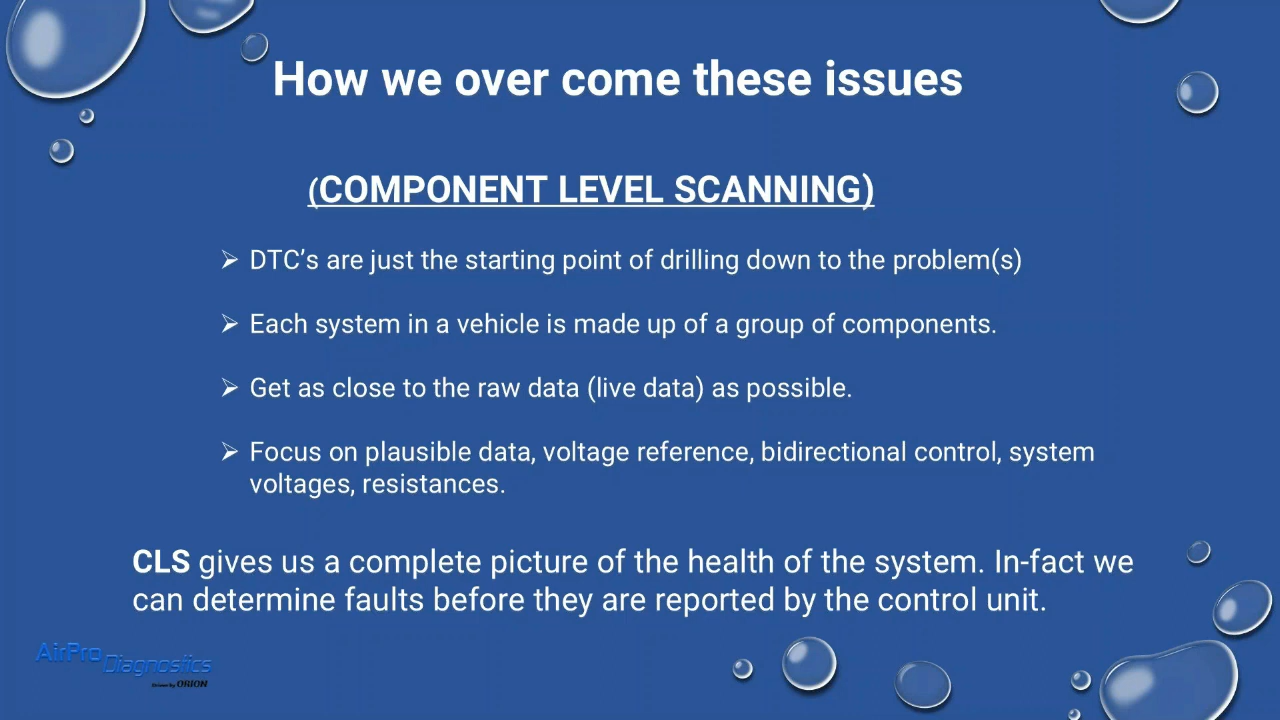 How we over come these issues
(COMPONENT LEVEL SCANNING)
➢ DTC’s are just the starting point of drilling down to the problem(s)
➢ Each system in a vehicle is made up of a group of components.
➢ Get as close to the raw data (live data) as possible.
➢ Focus on plausible data, voltage reference, bidirectional control, system
voltages, resistances.
CLS gives us a complete picture of the health of the system. In-fact we
can determine faults before they are reported by the control unit.
AirPro Diagnostics
Driven By ORION